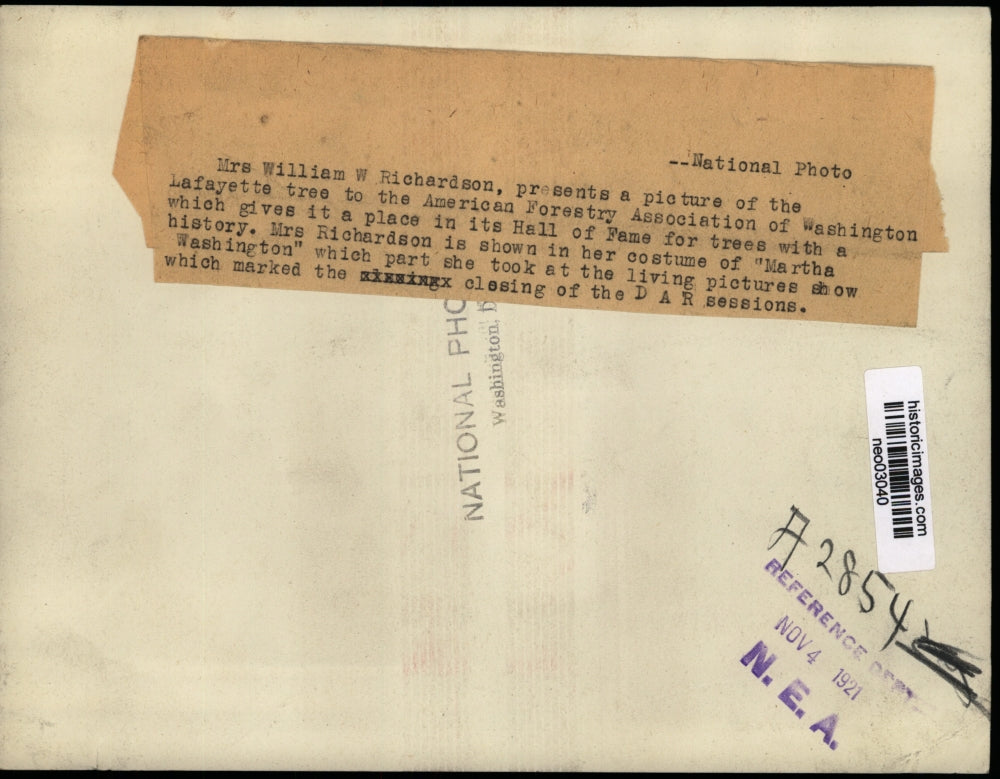 --National Photo
Mrs William W Richardson, presents a picture of the
Lafayette tree to the American Forestry Association of Washington
which gives it a place in its Hall of Fame for trees with a
history. Mrs Richardson is shown in her costume of "Martha
Washington" which part she took at the living pictures show
which marked the closing of the D A R sessions.
NATIONAL PHO
Washington, D
historicimages.com
neo03040
A 2854
REFERENCE DEPT.
NOV 4 1921
N. E. A.